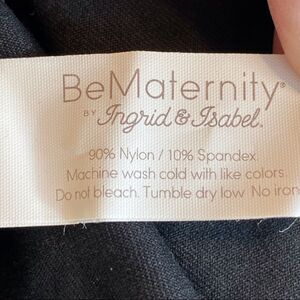 BeMaternity®
BY Ingrid & Isabel.
90% Nylon / 10% Spandex.
Machine wash cold with like colors.
Do not bleach. Tumble dry low No iron